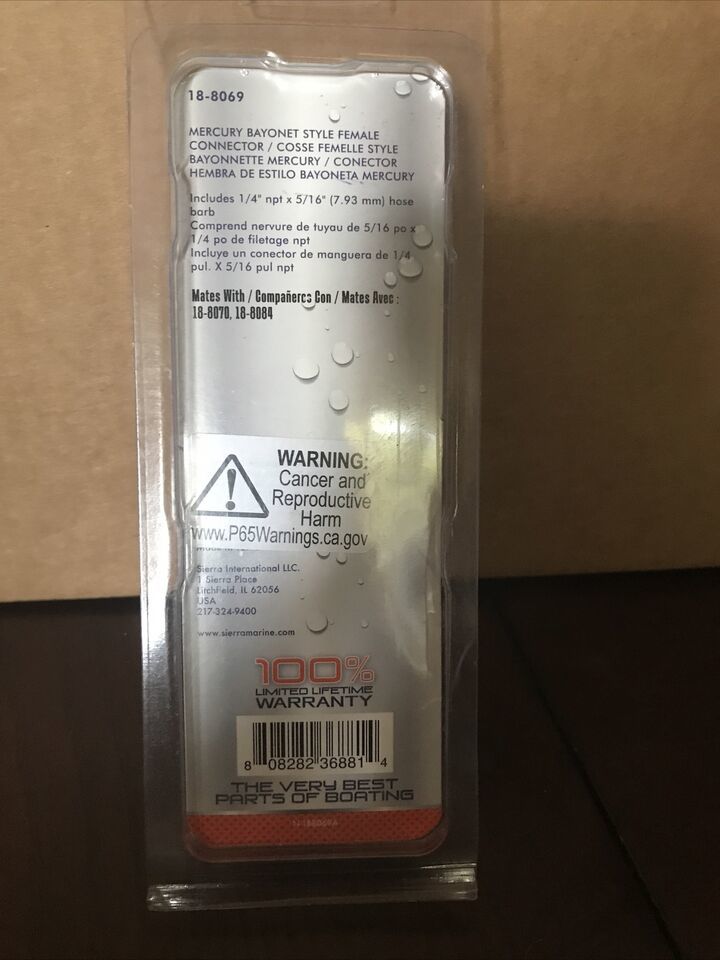 18-8069
MERCURY BAYONET STYLE FEMALE
CONNECTOR / COSSE FEMELLE STYLE
BAYONNETTE MERCURY / CONECTOR
HEMBRA DE ESTILO BAYONETA MERCURY
Includes 1/4" npt x 5/16" (7.93 mm) hose
barb
Comprend nervure de tuyau de 5/16 po x
1/4 po de filetage npt
Incluye un conector de manguera de 1/4
pul. X 5/16 pul npt
Mates With / Compañeros Con / Mates Avec :
18-8070, 18-8084
WARNING:
Cancer and
Reproductive
Harm
www.P65Warnings.ca.gov
Sierra International LLC.
1 Sierra Place
Litchfield, IL 62056
USA
217-324-9400
www.sierramarine.com
100%
LIMITED LIFETIME
WARRANTY
8 08282 36881 4
THE VERY BEST
PARTS OF BOATING